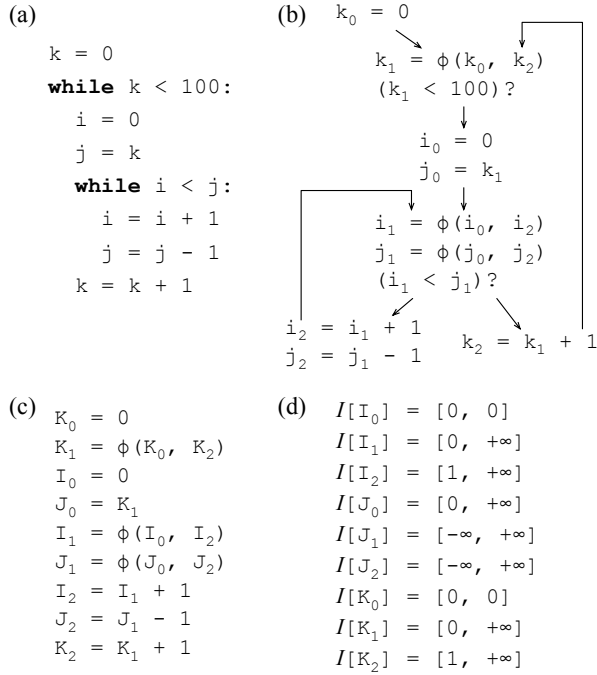 (a)
k = 0
while k < 100:
i = 0
j = k
while i < j:
i = i + 1
j = j - 1
k = k + 1
(b)
k₀ = 0
k₁ = ϕ(k₀, k₂)
(k₁ < 100)?
i₀ = 0
j₀ = k₁
i₁ = ϕ(i₀, i₂)
j₁ = ϕ(j₀, j₂)
(i₁ < j₁)?
i₂ = i₁ + 1
j₂ = j₁ - 1
k₂ = k₁ + 1
(c)
K₀ = 0
K₁ = ϕ(K₀, K₂)
I₀ = 0
J₀ = K₁
I₁ = ϕ(I₀, I₂)
J₁ = ϕ(J₀, J₂)
I₂ = I₁ + 1
J₂ = J₁ - 1
K₂ = K₁ + 1
(d)
I[I₀] = [0, 0]
I[I₁] = [0, +∞]
I[I₂] = [1, +∞]
I[J₀] = [0, +∞]
I[J₁] = [-∞, +∞]
I[J₂] = [-∞, +∞]
I[K₀] = [0, 0]
I[K₁] = [0, +∞]
I[K₂] = [1, +∞]